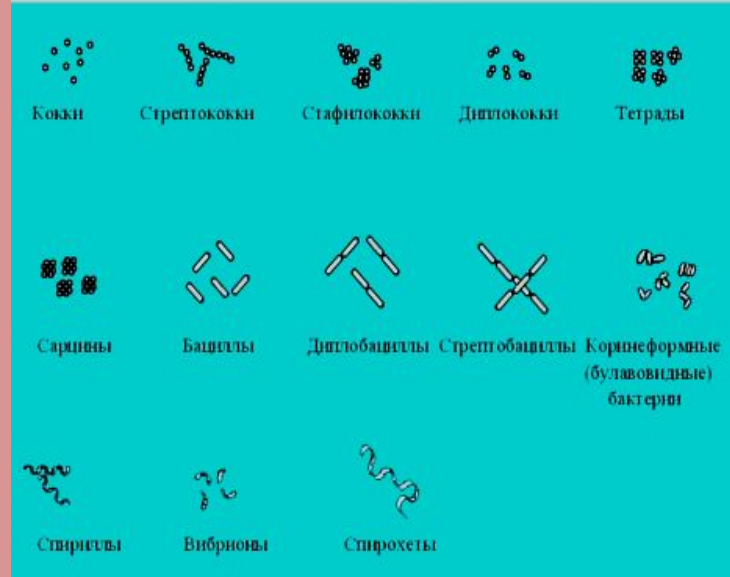 Кокки Стрептококки Стафилококки Диплококки Тетрады
Сарцины Бациллы Диплобациллы Стрептобациллы Коринеформные
(булавовидные)
бактерии
Спириллы Вибрионы Спирохеты